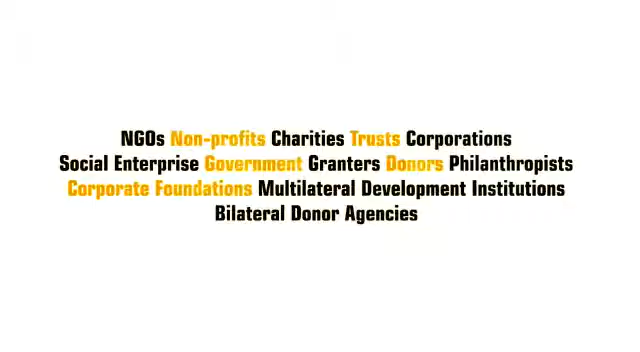 NGOs Non-profits Charities Trusts Corporations
Social Enterprise Government Granters Donors Philanthropists
Corporate Foundations Multilateral Development Institutions
Bilateral Donor Agencies